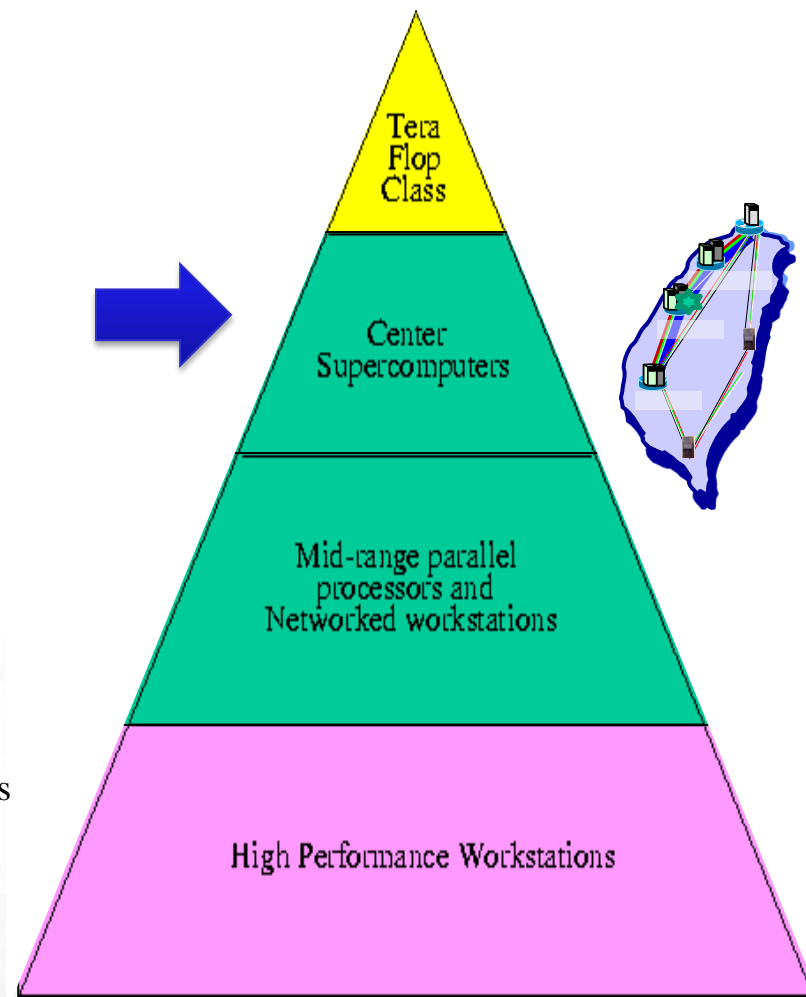 Tera
Flop
Class
Center
Supercomputers
Mid-range parallel
processors and
Networked workstations
s
High Performance Workstations